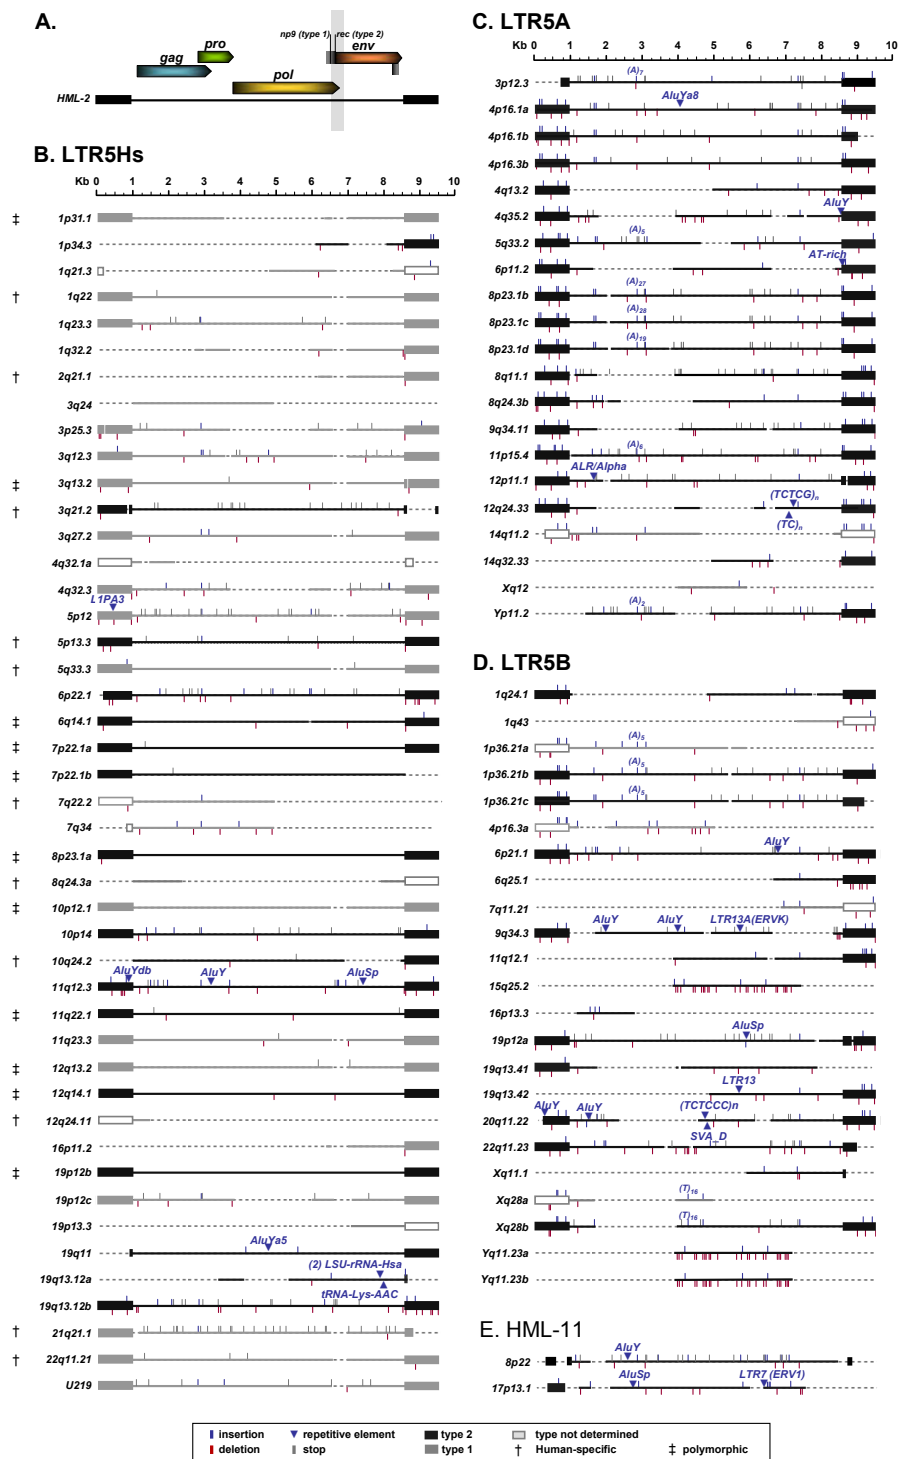 A.
np9 (type 1)
rec (type 2)
gag
pro
pol
env
HML-2
B. LTR5Hs
Kb 0 1 2 3 4 5 6 7 8 9 10
‡ 1p31.1
1p34.3
1q21.3
† 1q22
1q23.3
1q32.2
† 2q21.1
3q24
3p25.3
3q12.3
‡ 3q13.2
† 3q21.2
3q27.2
4q32.1a
4q32.3
L1PA3
5p12
† 5p13.3
† 5q33.3
6p22.1
‡ 6q14.1
‡ 7p22.1a
‡ 7p22.1b
† 7q22.2
7q34
‡ 8p23.1a
† 8q24.3a
‡ 10p12.1
10p14
† 10q24.2
AluYdb AluY AluSp
11q12.3
‡ 11q22.1
11q23.3
‡ 12q13.2
‡ 12q14.1
† 12q24.11
16p11.2
‡ 19p12b
19p12c
19p13.3
AluYa5
19q11
(2) LSU-rRNA-Hsa
19q13.12a
tRNA-Lys-AAC
19q13.12b
† 21q21.1
† 22q11.21
U219
C. LTR5A
Kb 0 1 2 3 4 5 6 7 8 9 10
(A)7
3p12.3
AluYa8
4p16.1a
4p16.1b
4p16.3b
4q13.2
AluY
4q35.2
(A)5
5q33.2
AT-rich
6p11.2
(A)27
8p23.1b
(A)28
8p23.1c
(A)19
8p23.1d
8q11.1
8q24.3b
9q34.11
(A)6
11p15.4
ALR/Alpha
12p11.1
(TCTCG)n
12q24.33
(TC)n
14q11.2
14q32.33
Xq12
(A)2
Yp11.2
D. LTR5B
1q24.1
1q43
(A)5
1p36.21a
(A)5
1p36.21b
(A)5
1p36.21c
4p16.3a
AluY
6p21.1
6q25.1
7q11.21
AluY AluY LTR13A(ERVK)
9q34.3
11q12.1
15q25.2
16p13.3
AluSp
19p12a
19q13.41
LTR13
19q13.42
AluY AluY (TCTCCC)n
20q11.22
SVA_D
22q11.23
Xq11.1
(T)16
Xq28a
(T)16
Xq28b
Yq11.23a
Yq11.23b
E. HML-11
AluY
8p22
AluSp LTR7 (ERV1)
17p13.1
insertion repetitive element type 2 type not determined
deletion stop type 1 † Human-specific ‡ polymorphic